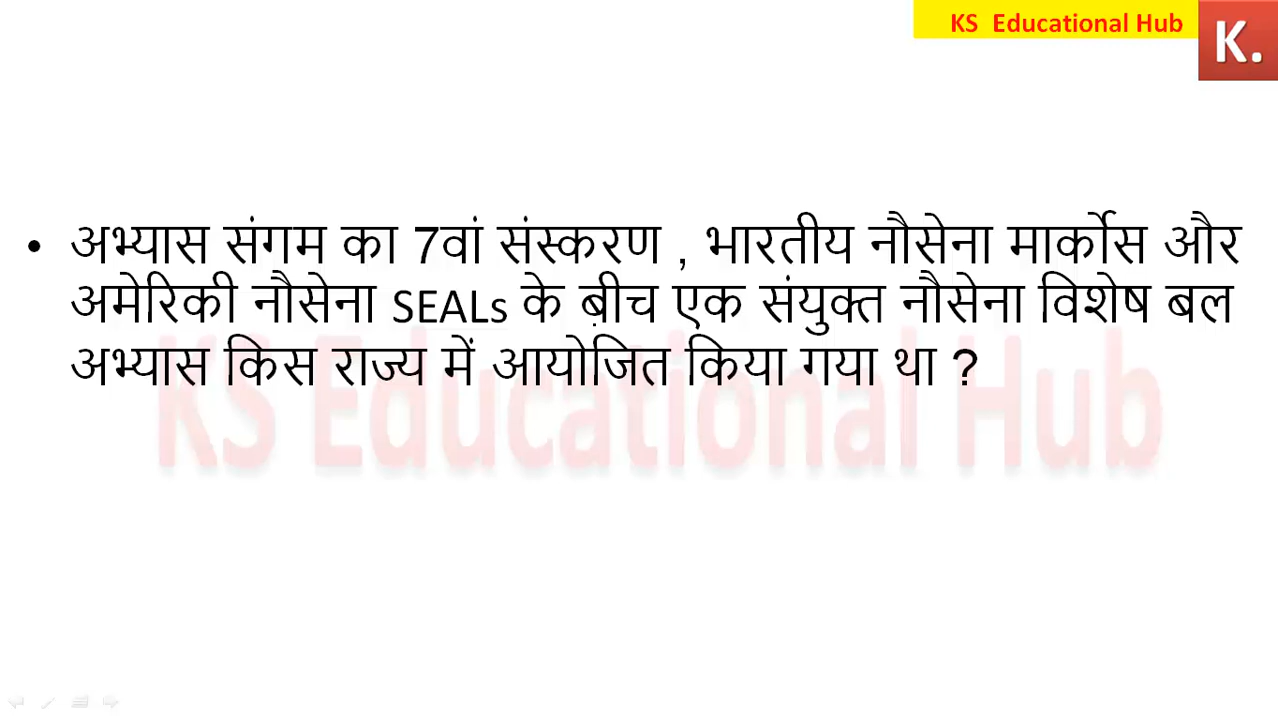 KS Educational Hub
K.
• अभ्यास संगम का 7वां संस्करण , भारतीय नौसेना मार्कोस और
अमेरिकी नौसेना SEALs के बीच एक संयुक्त नौसेना विशेष बल
अभ्यास किस राज्य में आयोजित किया गया था ?
KS Educational Hub